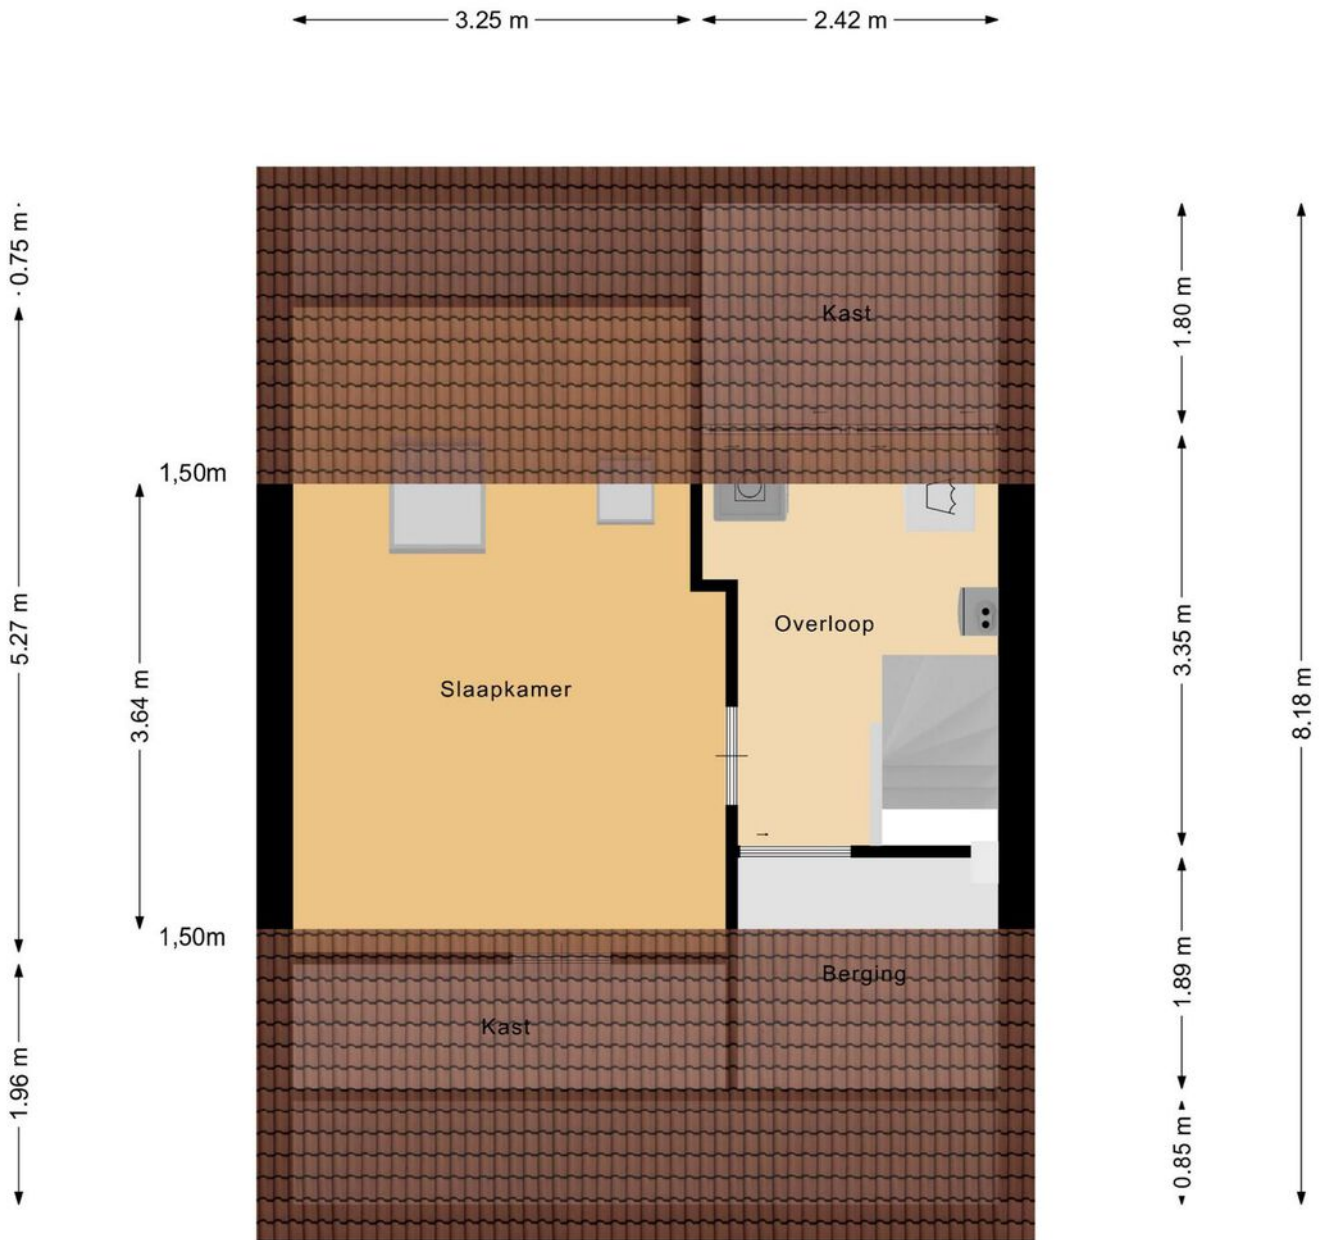 3.25 m
2.42 m
0.75 m
1.80 m
Kast
1,50m
5.27 m
3.64 m
Overloop
3.35 m
Slaapkamer
8.18 m
1,50m
Berging
1.89 m
Kast
1.96 m
0.85 m